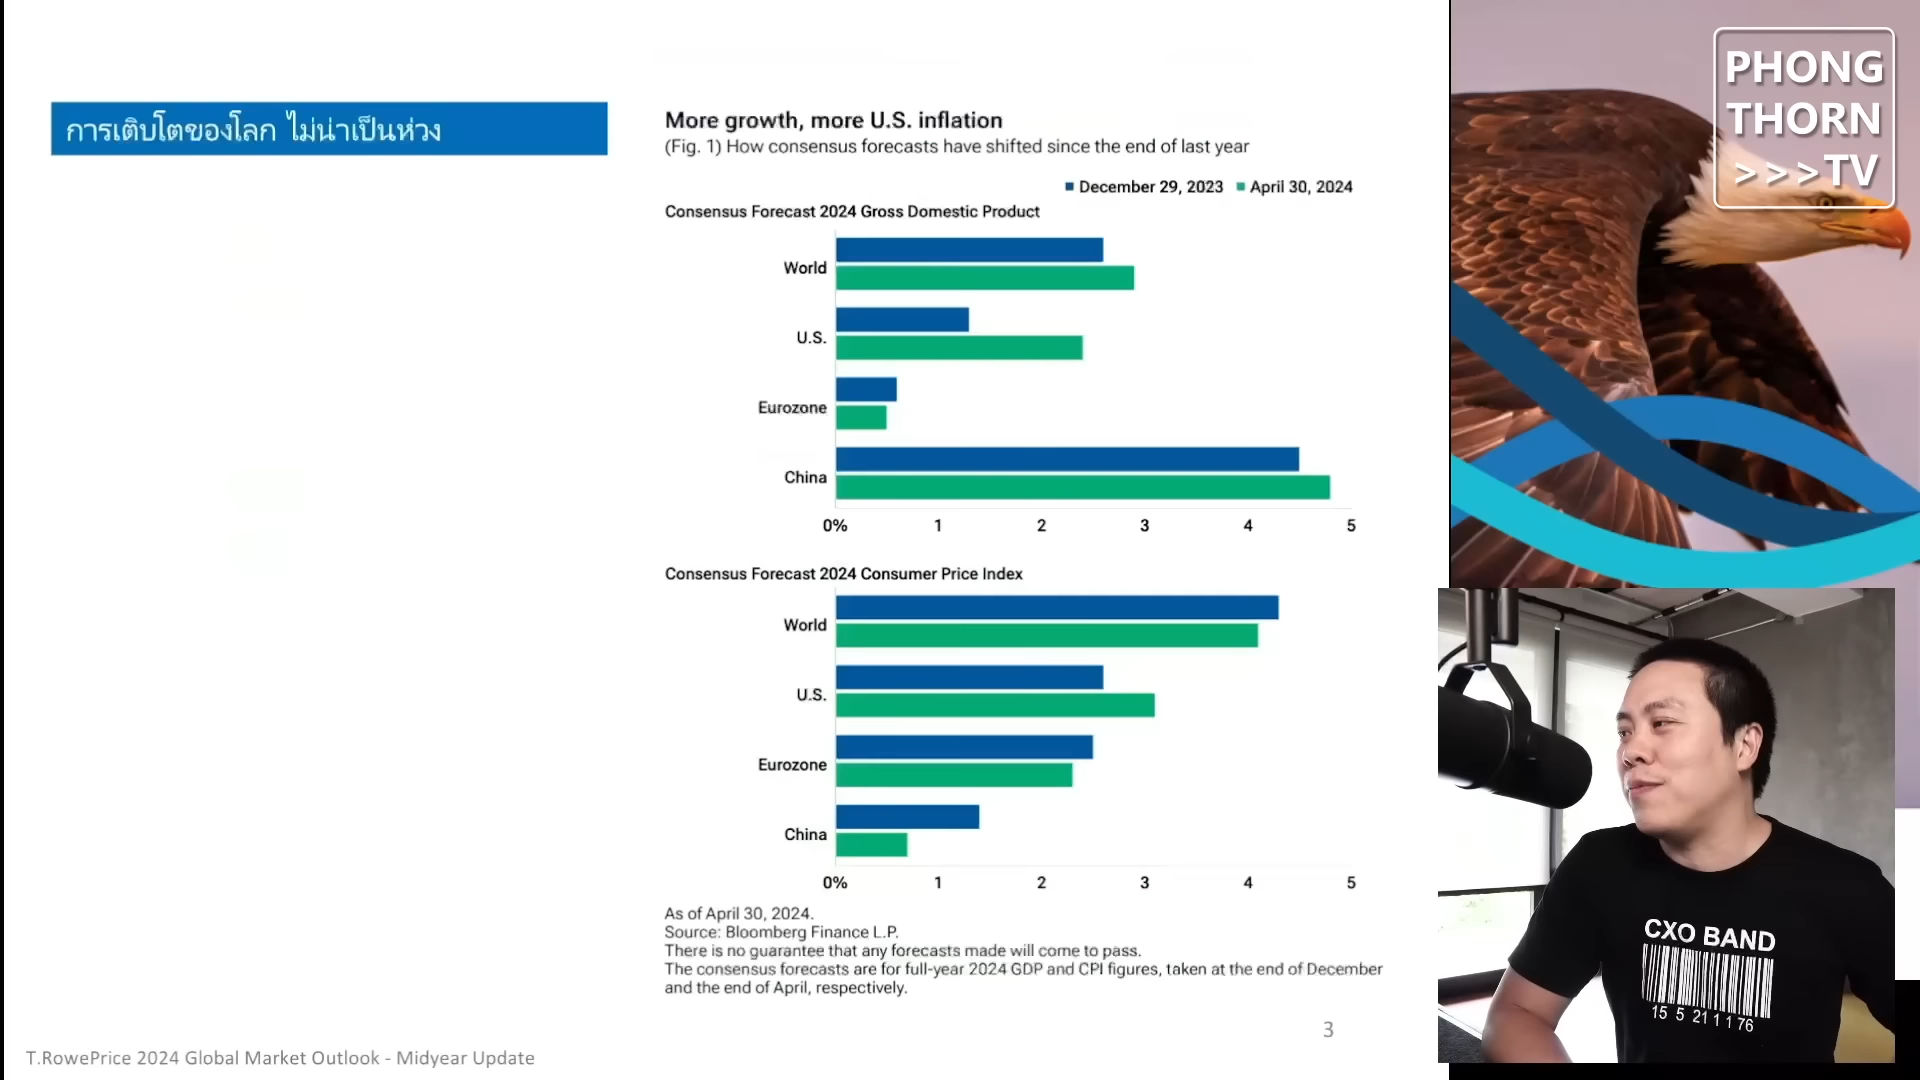 การเติบโตของโลก ไม่น่าเป็นห่วง
More growth, more U.S. inflation
(Fig. 1) How consensus forecasts have shifted since the end of last year
December 29, 2023 April 30, 2024
Consensus Forecast 2024 Gross Domestic Product
World
U.S.
Eurozone
China
0% 1 2 3 4 5
Consensus Forecast 2024 Consumer Price Index
World
U.S.
Eurozone
China
0% 1 2 3 4 5
As of April 30, 2024.
Source: Bloomberg Finance L.P.
There is no guarantee that any forecasts made will come to pass.
The consensus forecasts are for full-year 2024 GDP and CPI figures, taken at the end of December
and the end of April, respectively.
3
T.RowePrice 2024 Global Market Outlook - Midyear Update
PHONG
THORN
>>>TV
CXO BAND
15 5 21 1 1 76